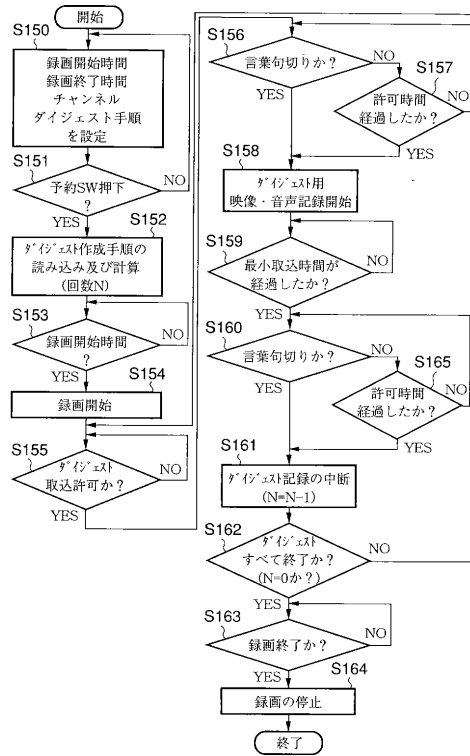 開始
S150
録画開始時間
録画終了時間
チャンネル
ダイジェスト手順
を設定
S151
予約SW押下
?
NO
YES
S152
ダイジェスト作成手順の
読み込み及び計算
(回数N)
S153
録画開始時間
?
NO
YES
S154
録画開始
S155
ダイジェスト
取込許可か?
NO
YES
S156
言葉句切りか?
NO
YES
S157
許可時間
経過したか?
NO
YES
S158
ダイジェスト用
映像・音声記録開始
S159
最小取込時間が
経過したか?
NO
YES
S160
言葉句切りか?
NO
YES
S165
許可時間
経過したか?
NO
YES
S161
ダイジェスト記録の中断
(N=N−1)
S162
ダイジェスト
すべて終了か?
(N=0か?)
NO
YES
S163
録画終了か?
NO
YES
S164
録画の停止
終了